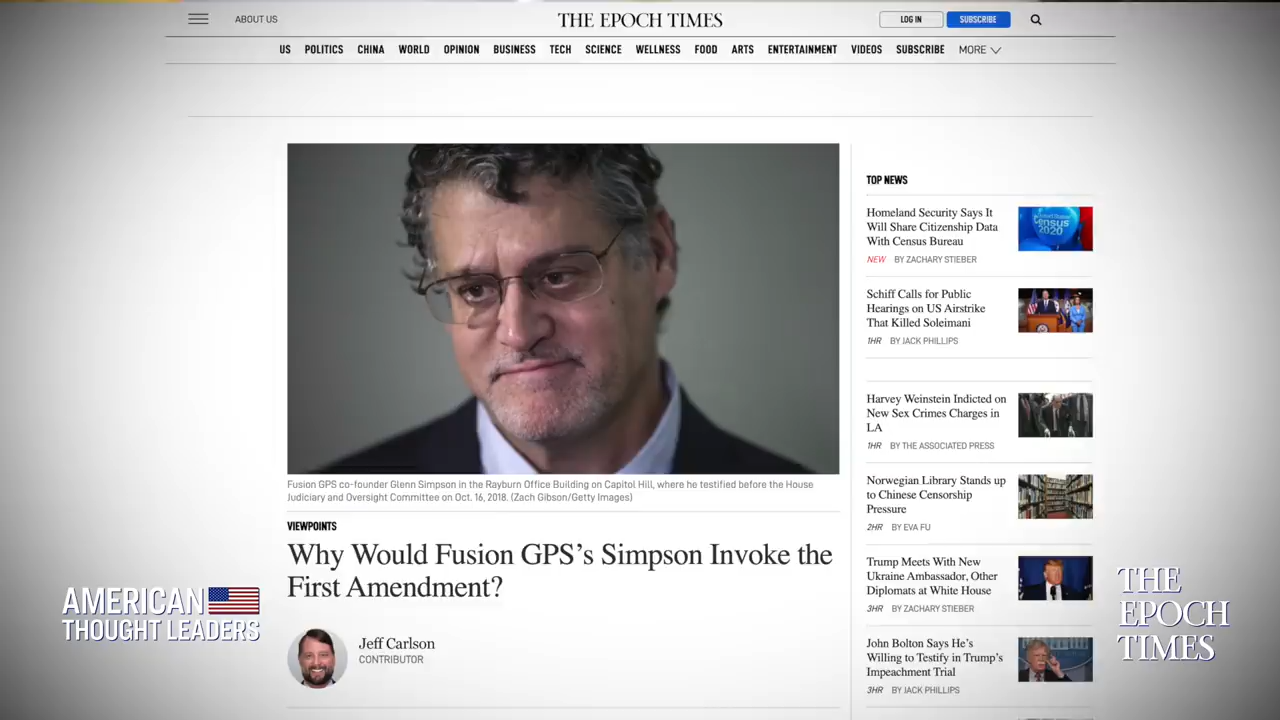 ABOUT US
THE EPOCH TIMES
LOG IN
SUBSCRIBE
US POLITICS CHINA WORLD OPINION BUSINESS TECH SCIENCE WELLNESS FOOD ARTS ENTERTAINMENT VIDEOS SUBSCRIBE MORE
Fusion GPS co-founder Glenn Simpson in the Rayburn Office Building on Capitol Hill, where he testified before the House
Judiciary and Oversight Committee on Oct. 16, 2018. (Zach Gibson/Getty Images)
VIEWPOINTS
Why Would Fusion GPS's Simpson Invoke the
First Amendment?
Jeff Carlson
CONTRIBUTOR
TOP NEWS
Homeland Security Says It
Will Share Citizenship Data
With Census Bureau
NEW BY ZACHARY STIEBER
Census
2020
Schiff Calls for Public
Hearings on US Airstrike
That Killed Soleimani
1HR BY JACK PHILLIPS
Harvey Weinstein Indicted on
New Sex Crimes Charges in
LA
1HR BY THE ASSOCIATED PRESS
Norwegian Library Stands up
to Chinese Censorship
Pressure
2HR BY EVA FU
Trump Meets With New
Ukraine Ambassador, Other
Diplomats at White House
3HR BY ZACHARY STIEBER
John Bolton Says He's
Willing to Testify in Trump's
Impeachment Trial
3HR BY JACK PHILLIPS
AMERICAN
THOUGHT LEADERS
THE
EPOCH
TIMES